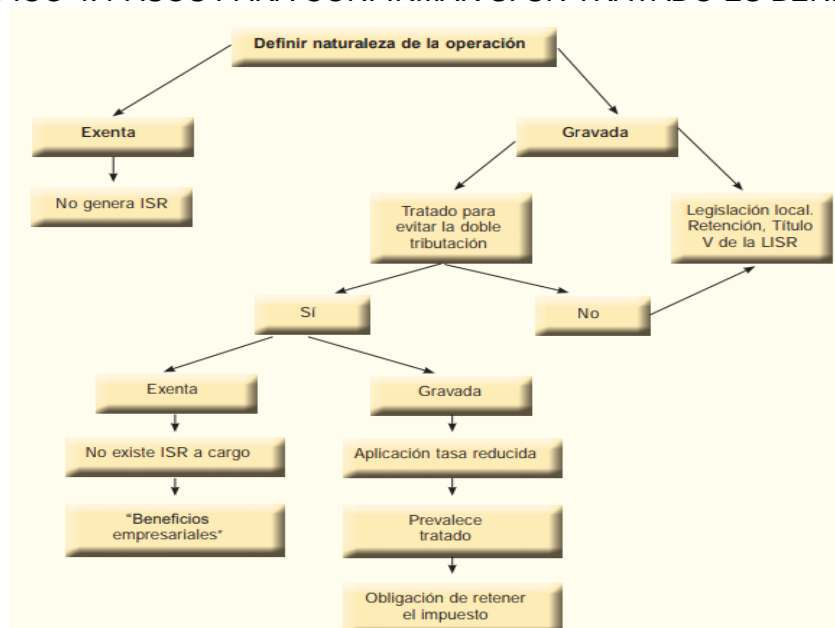 Definir naturaleza de la operación
Exenta
Gravada
No genera ISR
Tratado para
evitar la doble
tributación
Legislación local.
Retención, Título
V de la LISR
Sí
No
Exenta
Gravada
No existe ISR a cargo
Aplicación tasa reducida
"Beneficios
empresariales"
Prevalece
tratado
Obligación de retener
el impuesto